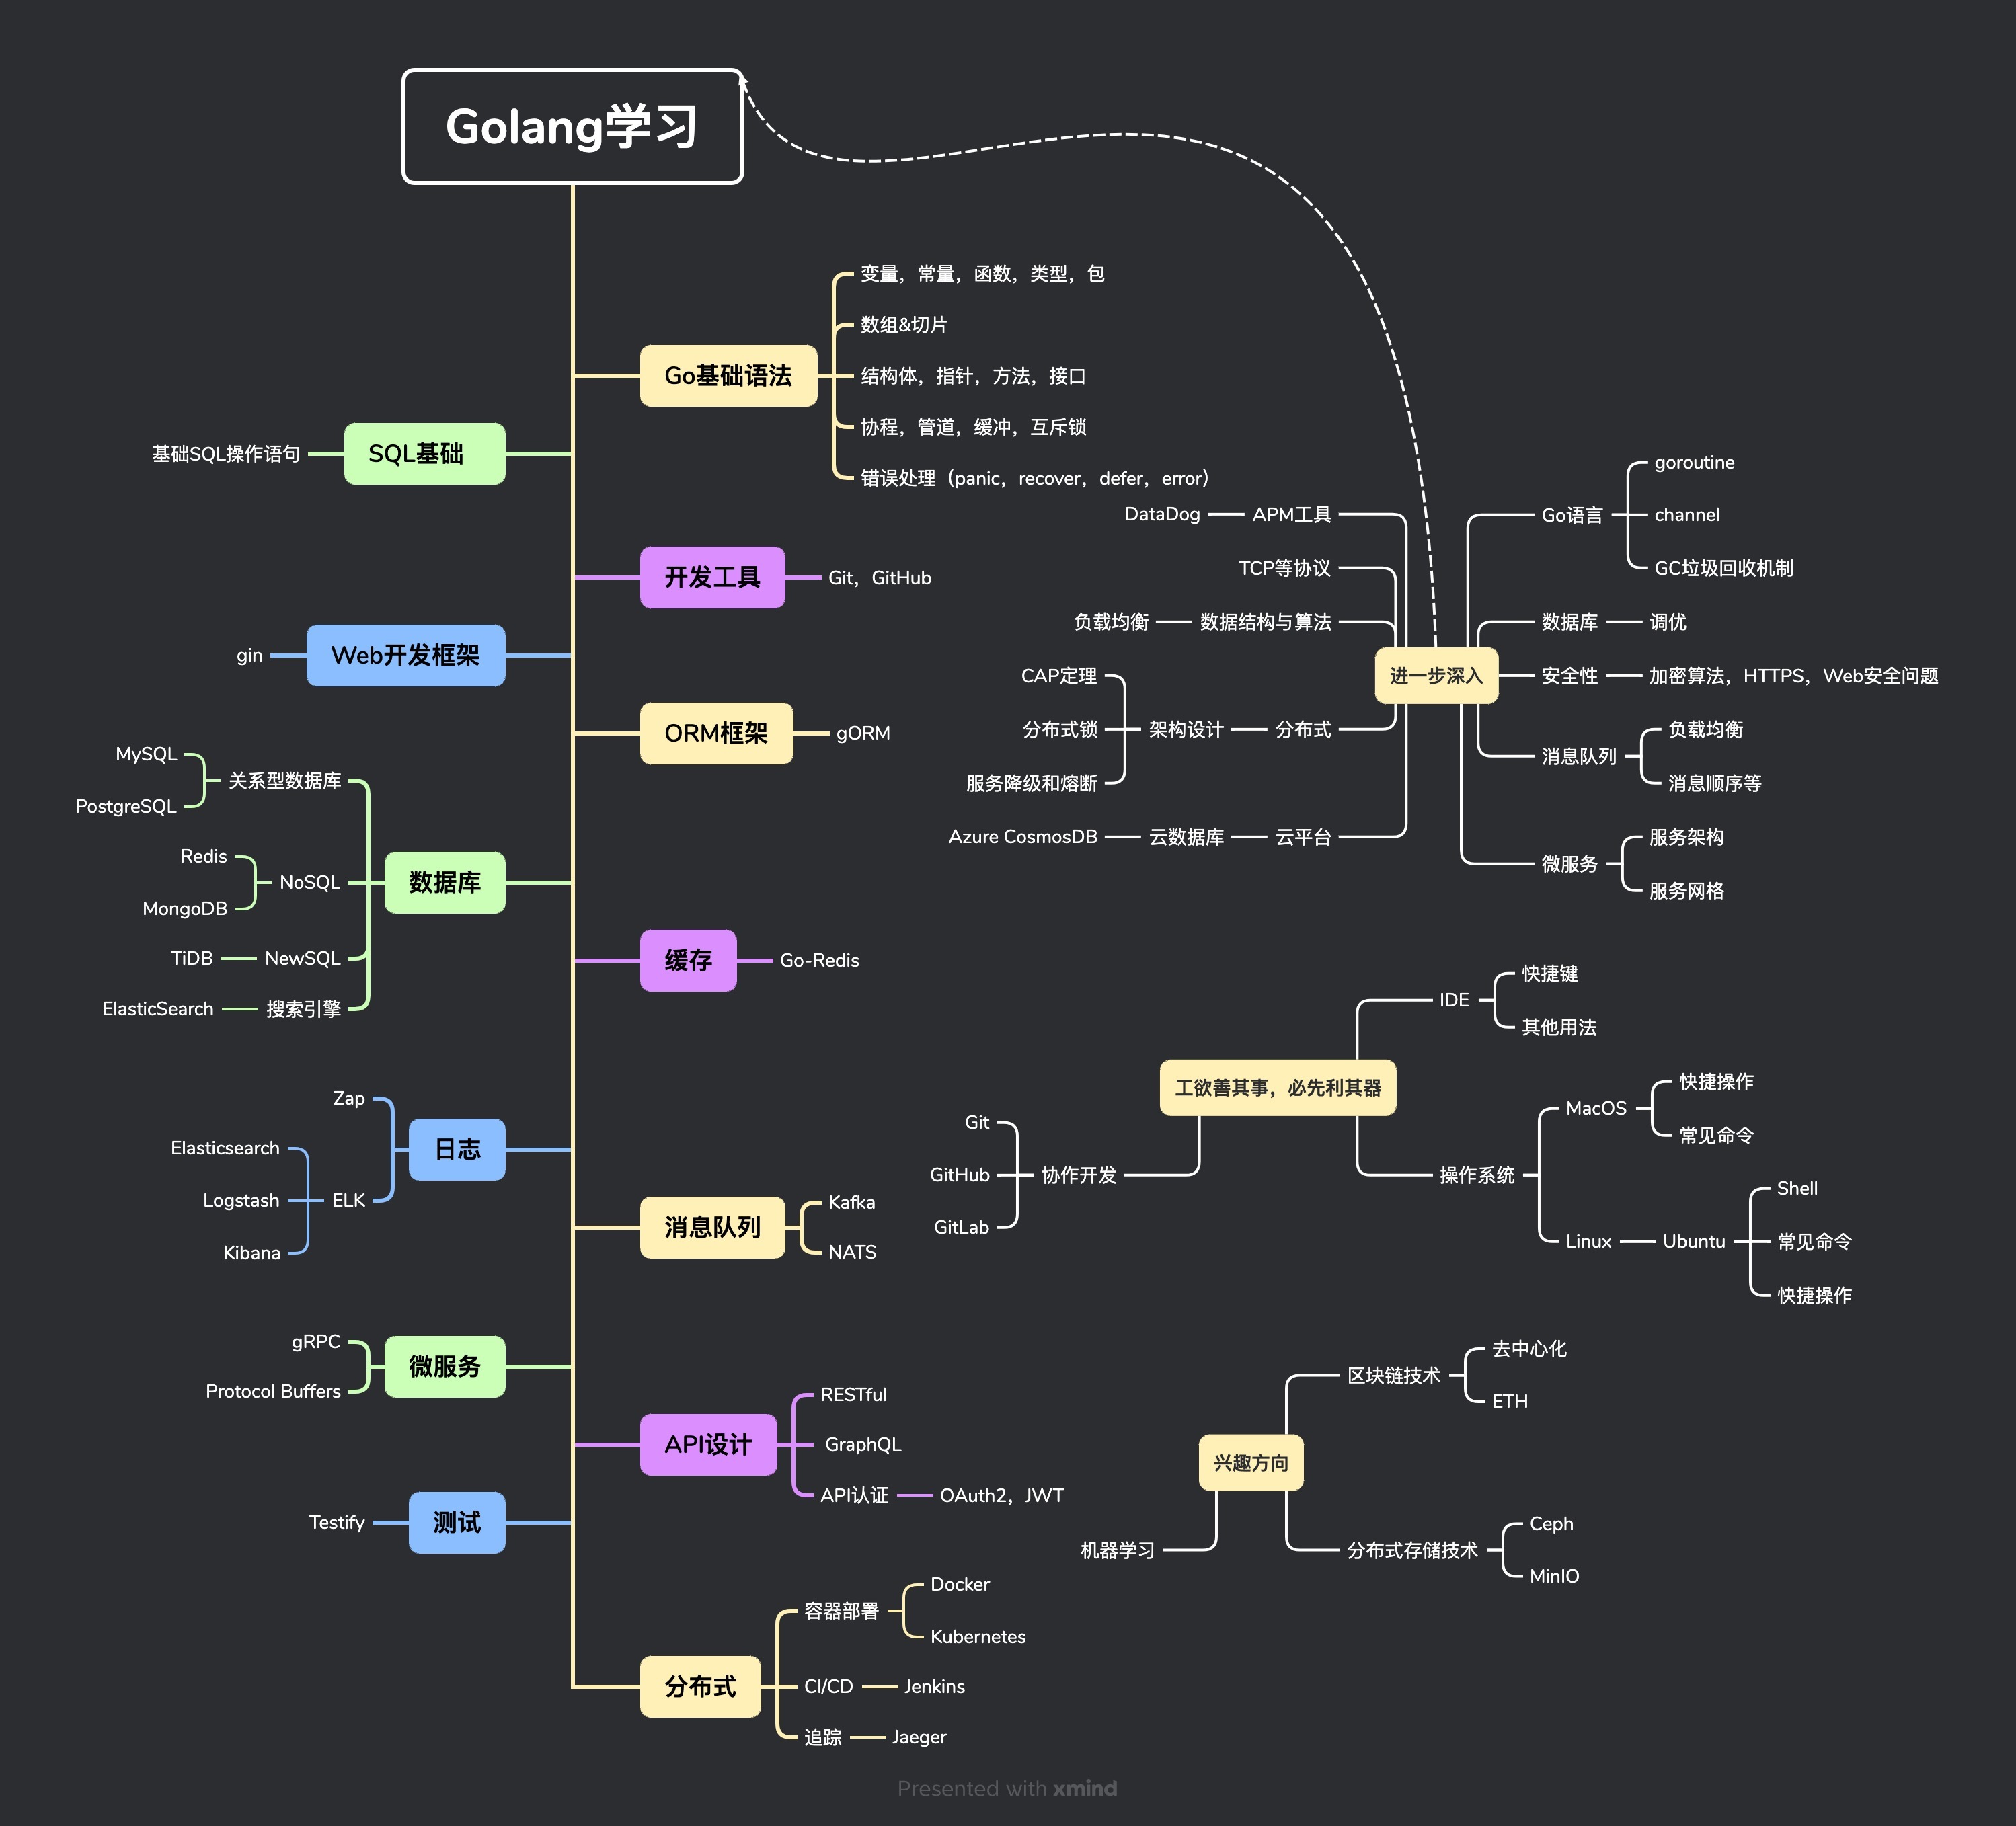 Golang学习
Go基础语法
变量，常量，函数，类型，包
数组&切片
结构体，指针，方法，接口
协程，管道，缓冲，互斥锁
错误处理（panic，recover，defer，error）
SQL基础
基础SQL操作语句
开发工具
Git，GitHub
Web开发框架
gin
ORM框架
gORM
数据库
关系型数据库
MySQL
PostgreSQL
NoSQL
Redis
MongoDB
NewSQL
TiDB
搜索引擎
ElasticSearch
缓存
Go-Redis
日志
Zap
ELK
Elasticsearch
Logstash
Kibana
消息队列
Kafka
NATS
微服务
gRPC
Protocol Buffers
API设计
RESTful
GraphQL
API认证
OAuth2，JWT
测试
Testify
分布式
容器部署
Docker
Kubernetes
CI/CD
Jenkins
追踪
Jaeger
进一步深入
Go语言
goroutine
channel
GC垃圾回收机制
数据库
调优
安全性
加密算法，HTTPS，Web安全问题
消息队列
负载均衡
消息顺序等
微服务
服务架构
服务网格
APM工具
DataDog
TCP等协议
数据结构与算法
负载均衡
分布式
架构设计
CAP定理
分布式锁
服务降级和熔断
云平台
云数据库
Azure CosmosDB
工欲善其事，必先利其器
IDE
快捷键
其他用法
操作系统
MacOS
快捷操作
常见命令
Linux
Ubuntu
Shell
常见命令
快捷操作
协作开发
Git
GitHub
GitLab
兴趣方向
区块链技术
去中心化
ETH
分布式存储技术
Ceph
MinIO
机器学习
Presented with xmind